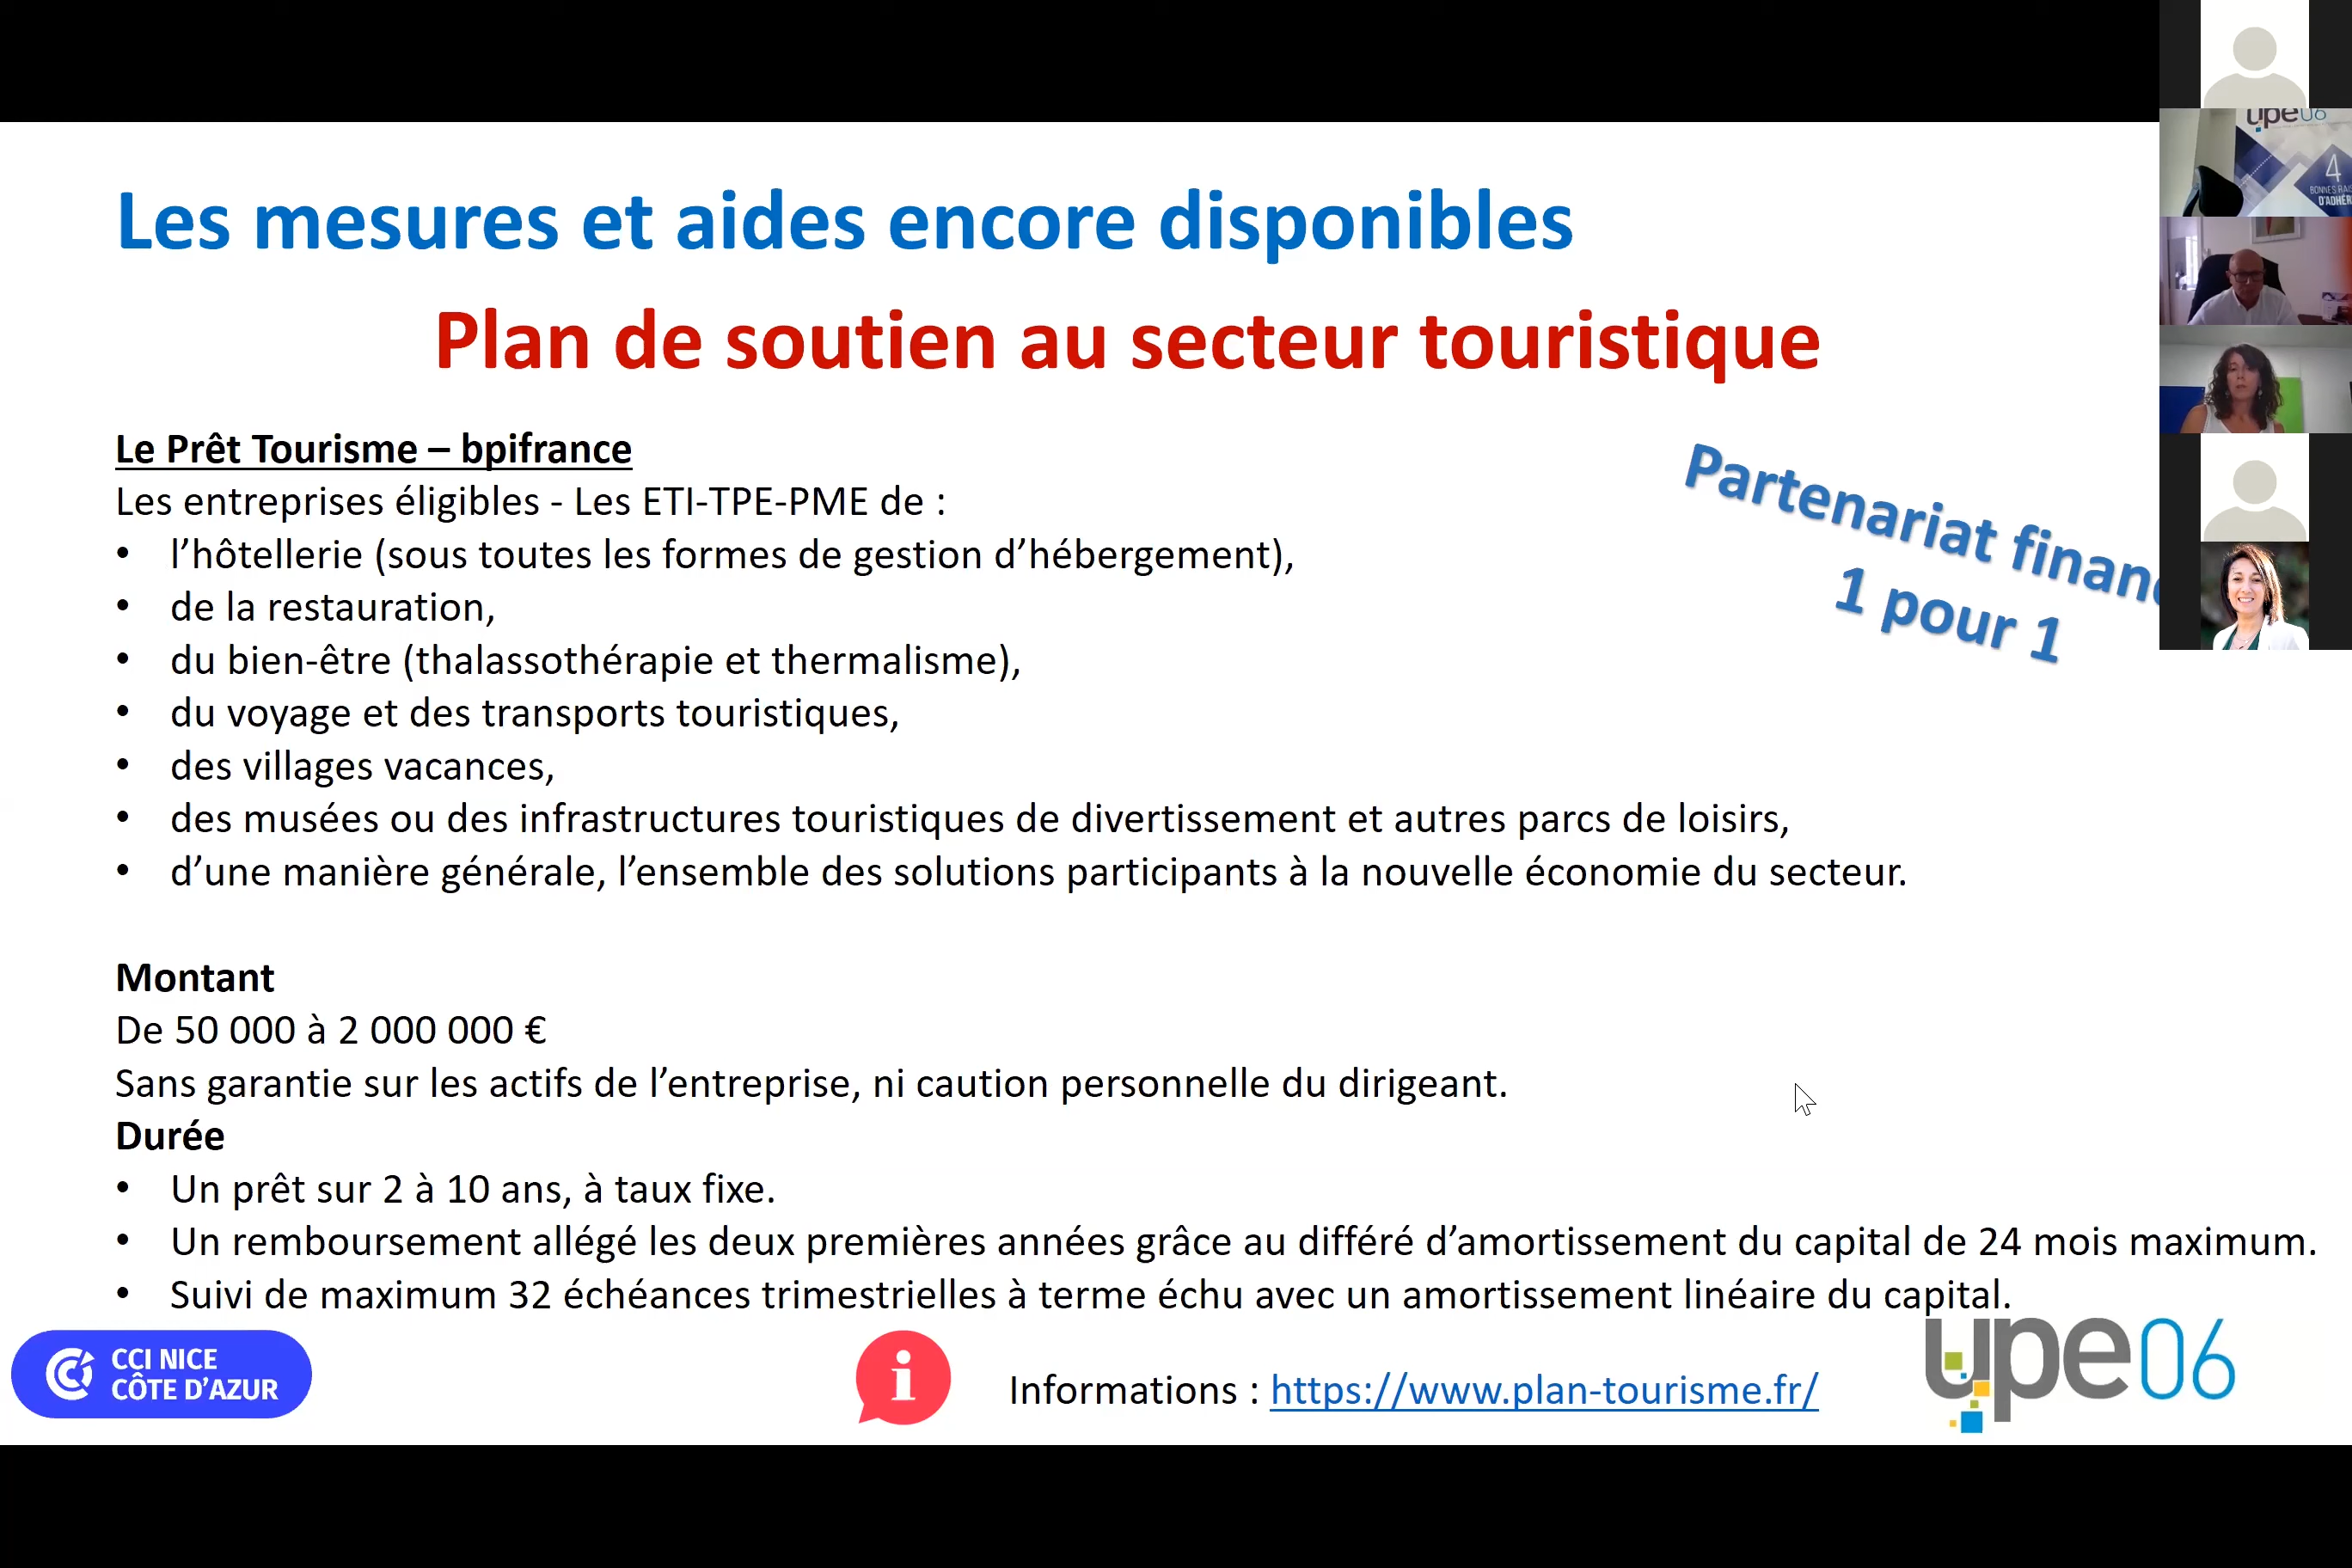 Les mesures et aides encore disponibles
Plan de soutien au secteur touristique
Le Prêt Tourisme – bpifrance
Les entreprises éligibles - Les ETI-TPE-PME de :
• l’hôtellerie (sous toutes les formes de gestion d’hébergement),
• de la restauration,
• du bien-être (thalassothérapie et thermalisme),
• du voyage et des transports touristiques,
• des villages vacances,
• des musées ou des infrastructures touristiques de divertissement et autres parcs de loisirs,
• d’une manière générale, l’ensemble des solutions participants à la nouvelle économie du secteur.
Partenariat
1 pour 1
Montant
De 50 000 à 2 000 000 €
Sans garantie sur les actifs de l’entreprise, ni caution personnelle du dirigeant.
Durée
• Un prêt sur 2 à 10 ans, à taux fixe.
• Un remboursement allégé les deux premières années grâce au différé d’amortissement du capital de 24 mois maximum.
• Suivi de maximum 32 échéances trimestrielles à terme échu avec un amortissement linéaire du capital.
CCI NICE
CÔTE D’AZUR
i
Informations : https://www.plan-tourisme.fr/
upe06
upe06
4
BONNES